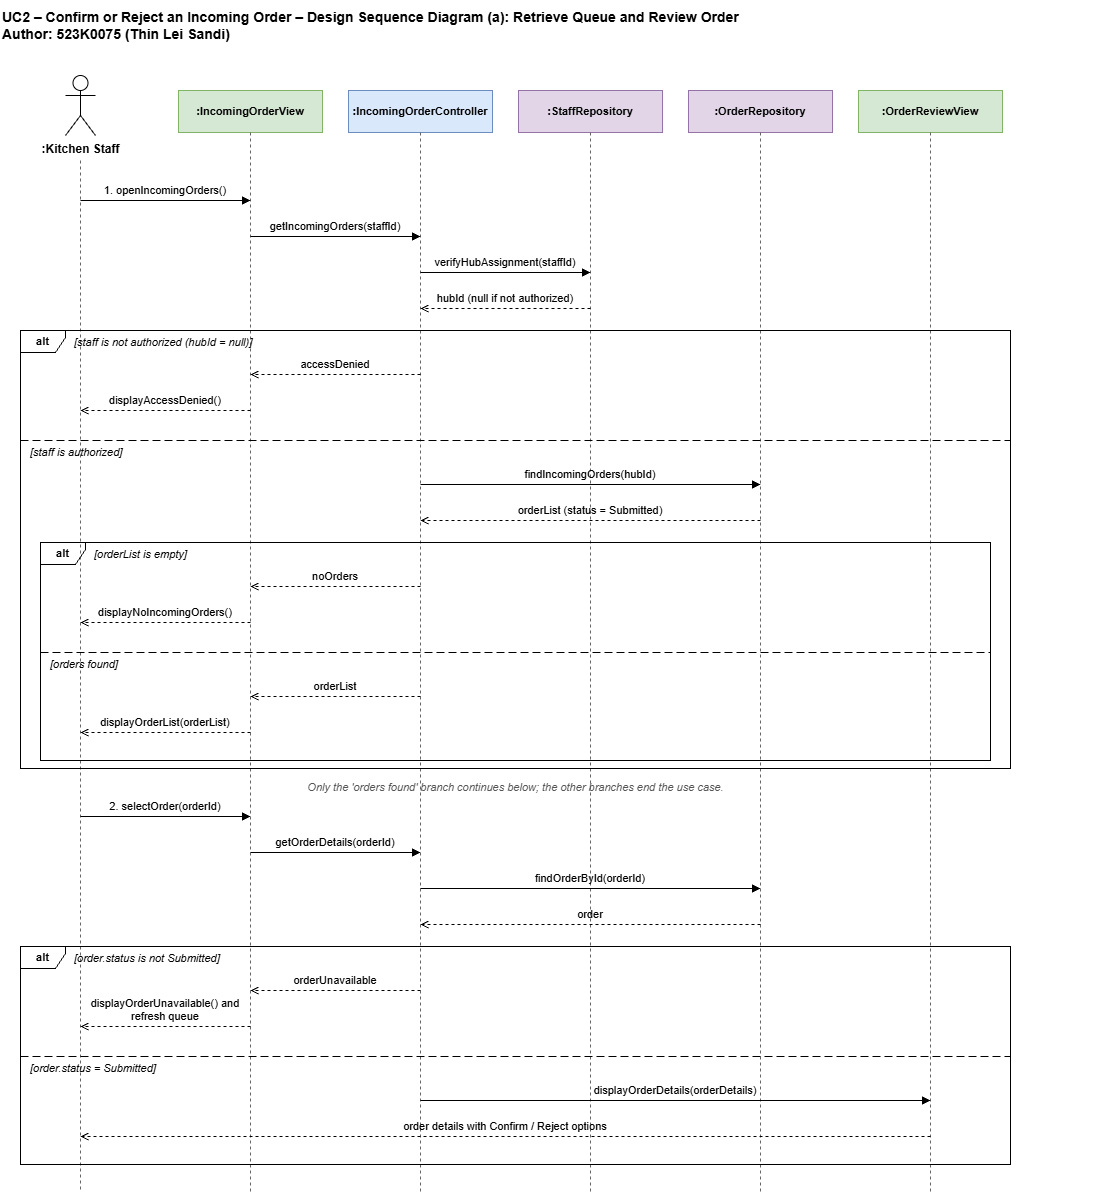 UC2 – Confirm or Reject an Incoming Order – Design Sequence Diagram (a): Retrieve Queue and Review Order
Author: 523K0075 (Thin Lei Sandi)
:Kitchen Staff
:IncomingOrderView
:IncomingOrderController
:StaffRepository
:OrderRepository
:OrderReviewView
1. openIncomingOrders()
getIncomingOrders(staffId)
verifyHubAssignment(staffId)
hubId (null if not authorized)
alt
[staff is not authorized (hubId = null)]
accessDenied
displayAccessDenied()
[staff is authorized]
findIncomingOrders(hubId)
orderList (status = Submitted)
alt
[orderList is empty]
noOrders
displayNoIncomingOrders()
[orders found]
orderList
displayOrderList(orderList)
Only the 'orders found' branch continues below; the other branches end the use case.
2. selectOrder(orderId)
getOrderDetails(orderId)
findOrderById(orderId)
order
alt
[order.status is not Submitted]
orderUnavailable
displayOrderUnavailable() and
refresh queue
[order.status = Submitted]
displayOrderDetails(orderDetails)
order details with Confirm / Reject options